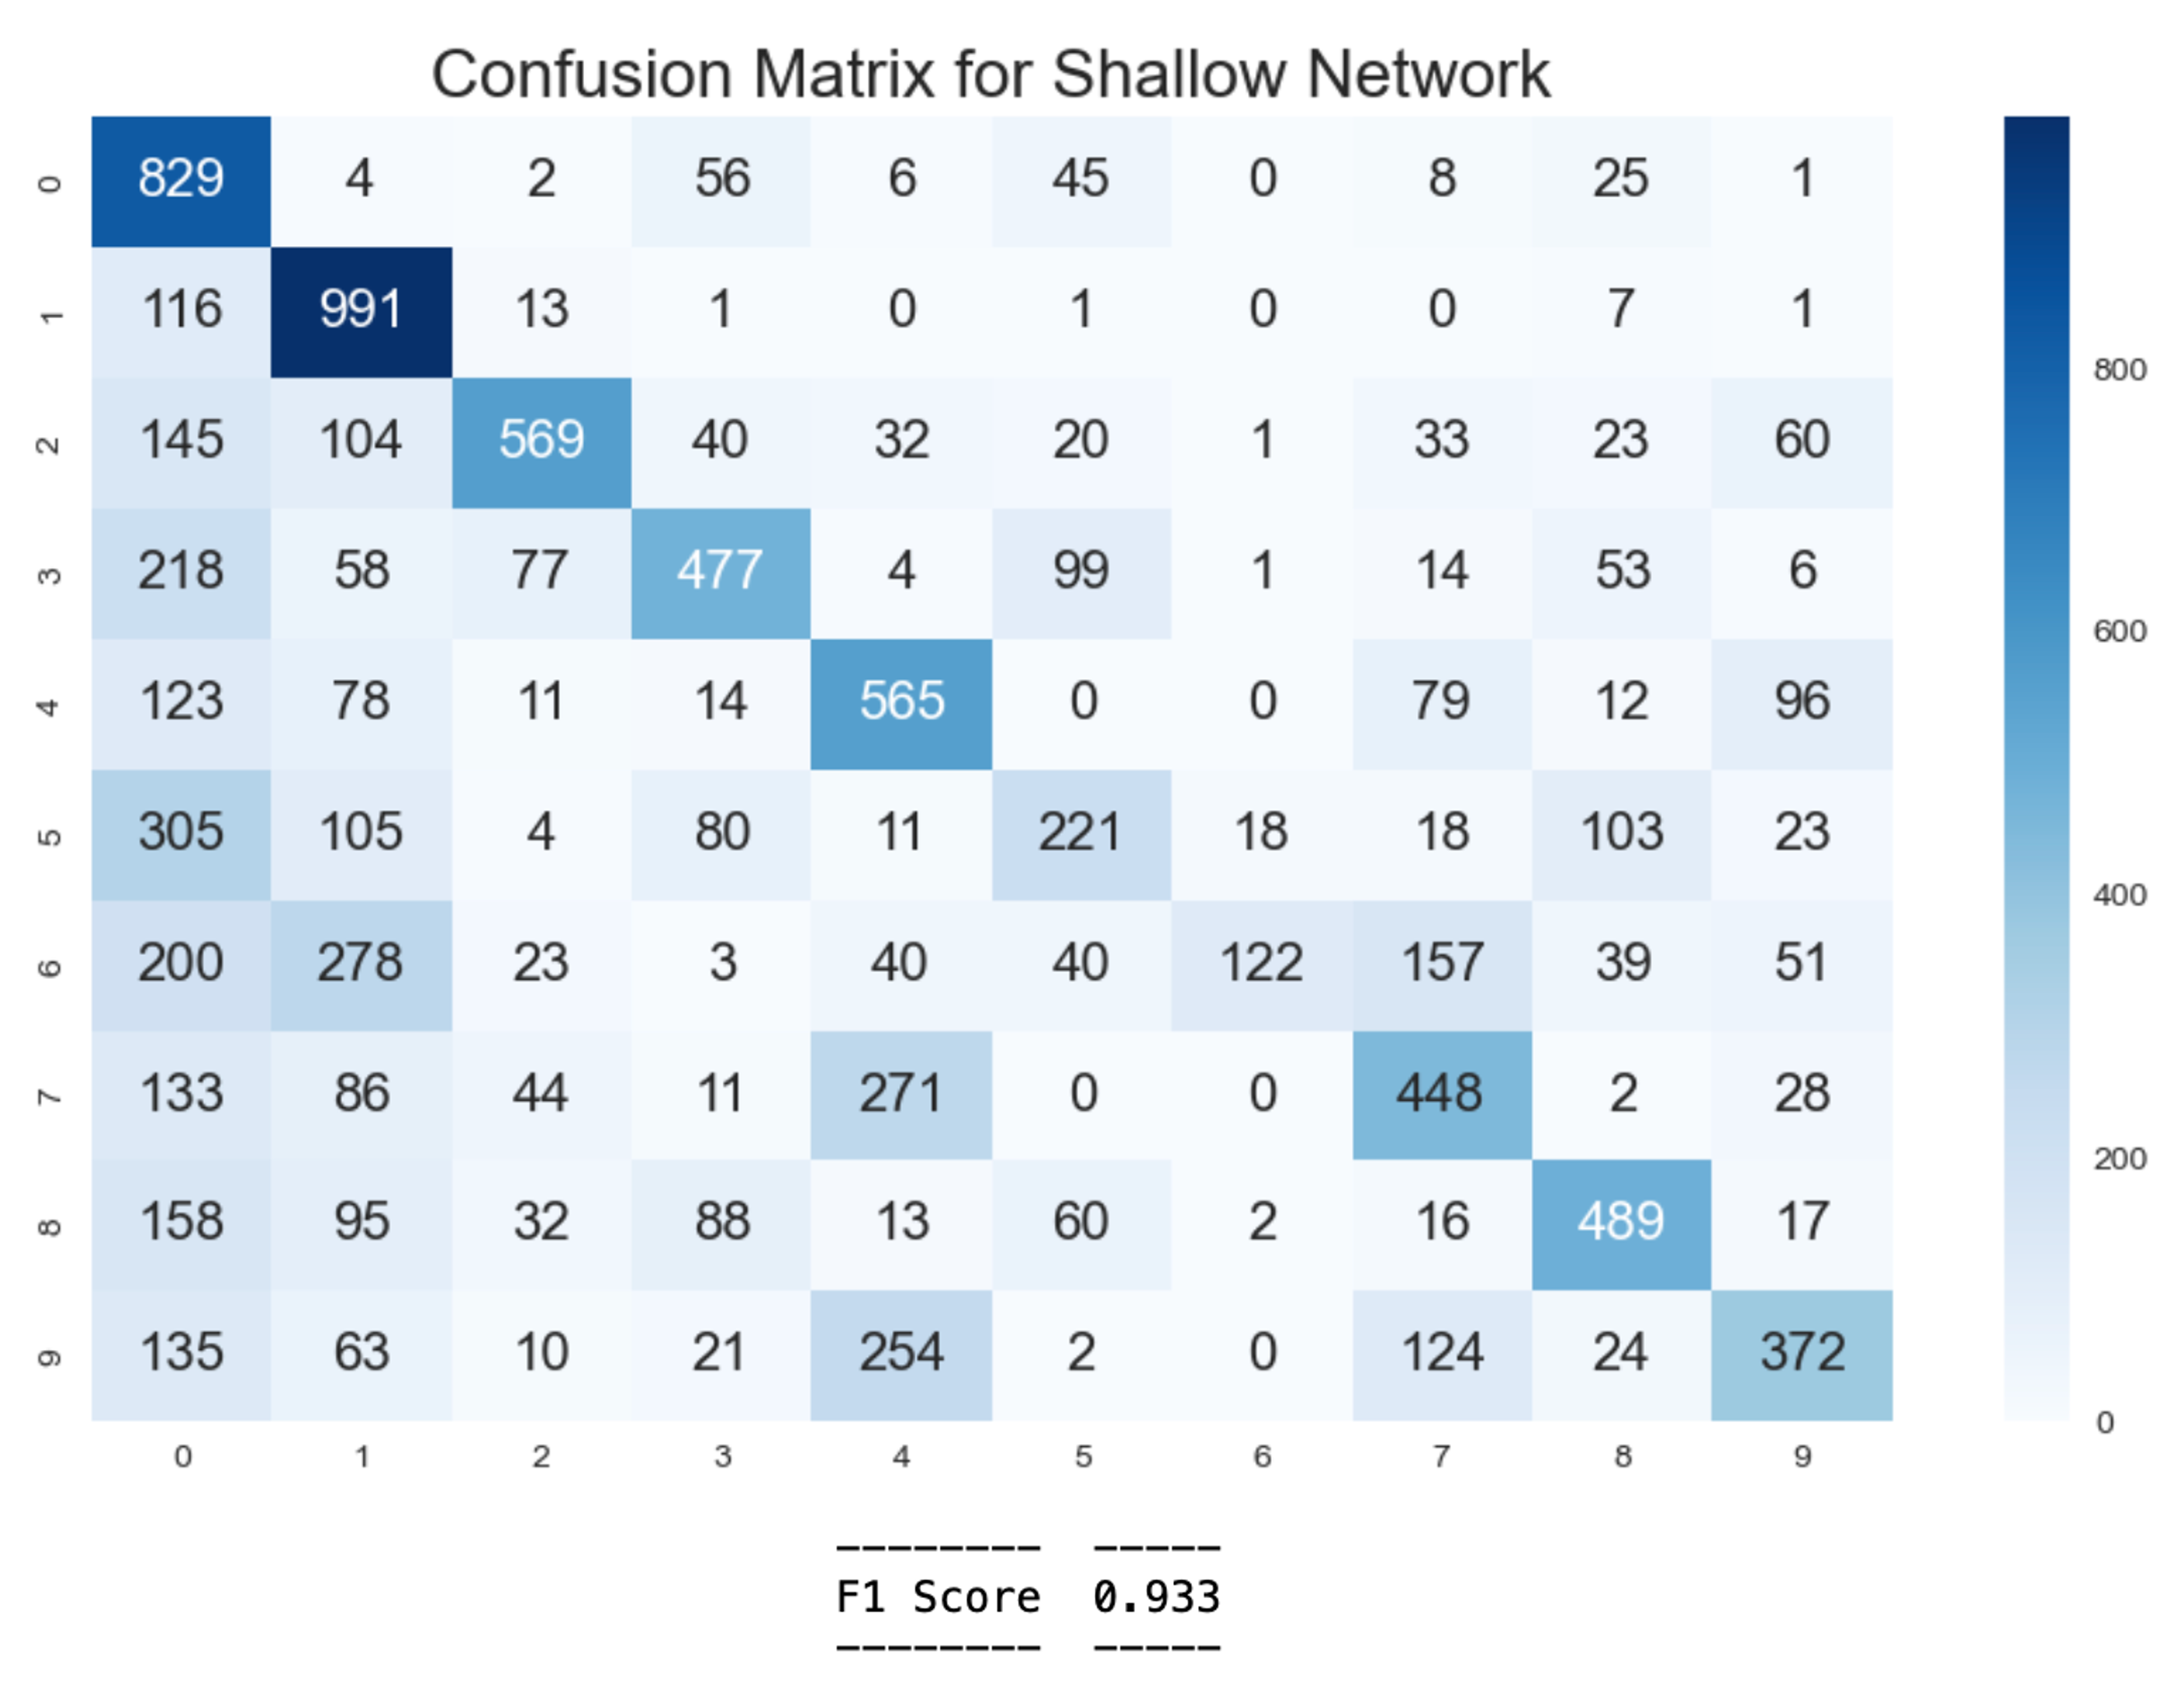 Confusion Matrix for Shallow Network
0 829 4 2 56 6 45 0 8 25 1
1 116 991 13 1 0 1 0 0 7 1
800
2 145 104 569 40 32 20 1 33 23 60
3 218 58 77 477 4 99 1 14 53 6
600
4 123 78 11 14 565 0 0 79 12 96
5 305 105 4 80 11 221 18 18 103 23
400
6 200 278 23 3 40 40 122 157 39 51
7 133 86 44 11 271 0 0 448 2 28
200
8 158 95 32 88 13 60 2 16 489 17
9 135 63 10 21 254 2 0 124 24 372
0
0 1 2 3 4 5 6 7 8 9
-------- -----
F1 Score 0.933
-------- -----